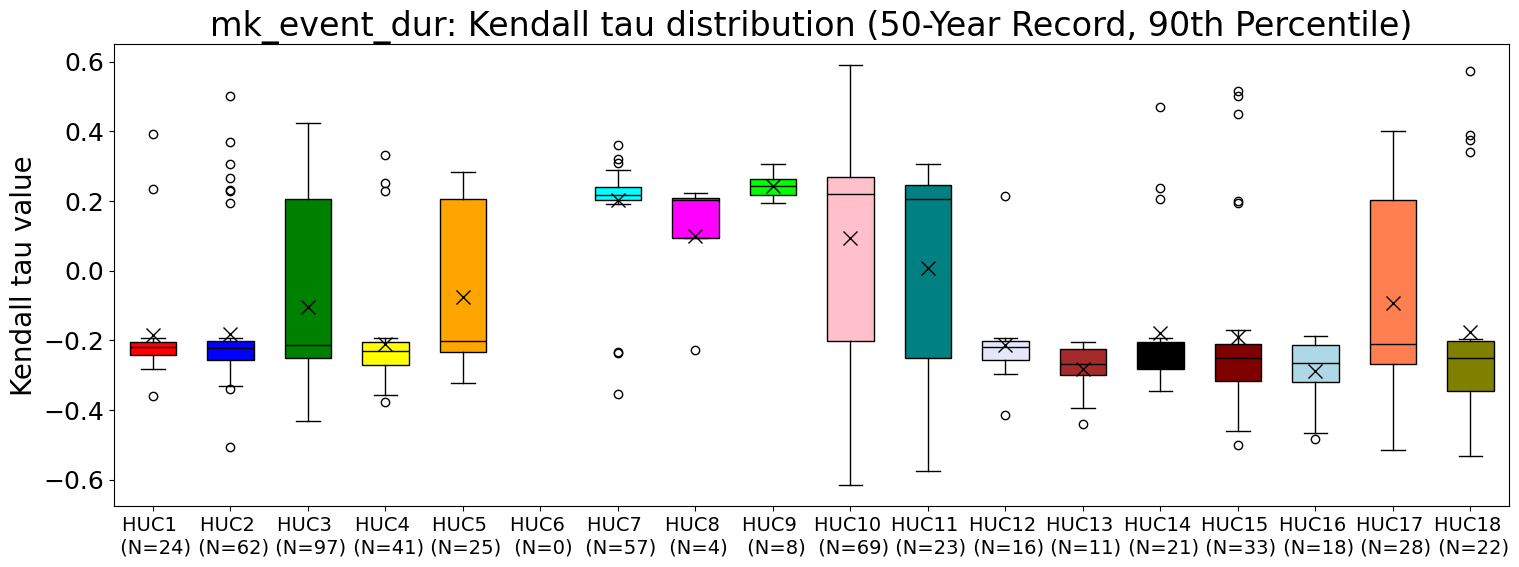 mk_event_dur: Kendall tau distribution (50-Year Record, 90th Percentile)
Kendall tau value
0.6
0.4
0.2
0.0
−0.2
−0.4
−0.6
HUC1 HUC2 HUC3 HUC4 HUC5 HUC6 HUC7 HUC8 HUC9 HUC10 HUC11 HUC12 HUC13 HUC14 HUC15 HUC16 HUC17 HUC18
(N=24) (N=62) (N=97) (N=41) (N=25) (N=0) (N=57) (N=4) (N=8) (N=69) (N=23) (N=16) (N=11) (N=21) (N=33) (N=18) (N=28) (N=22)